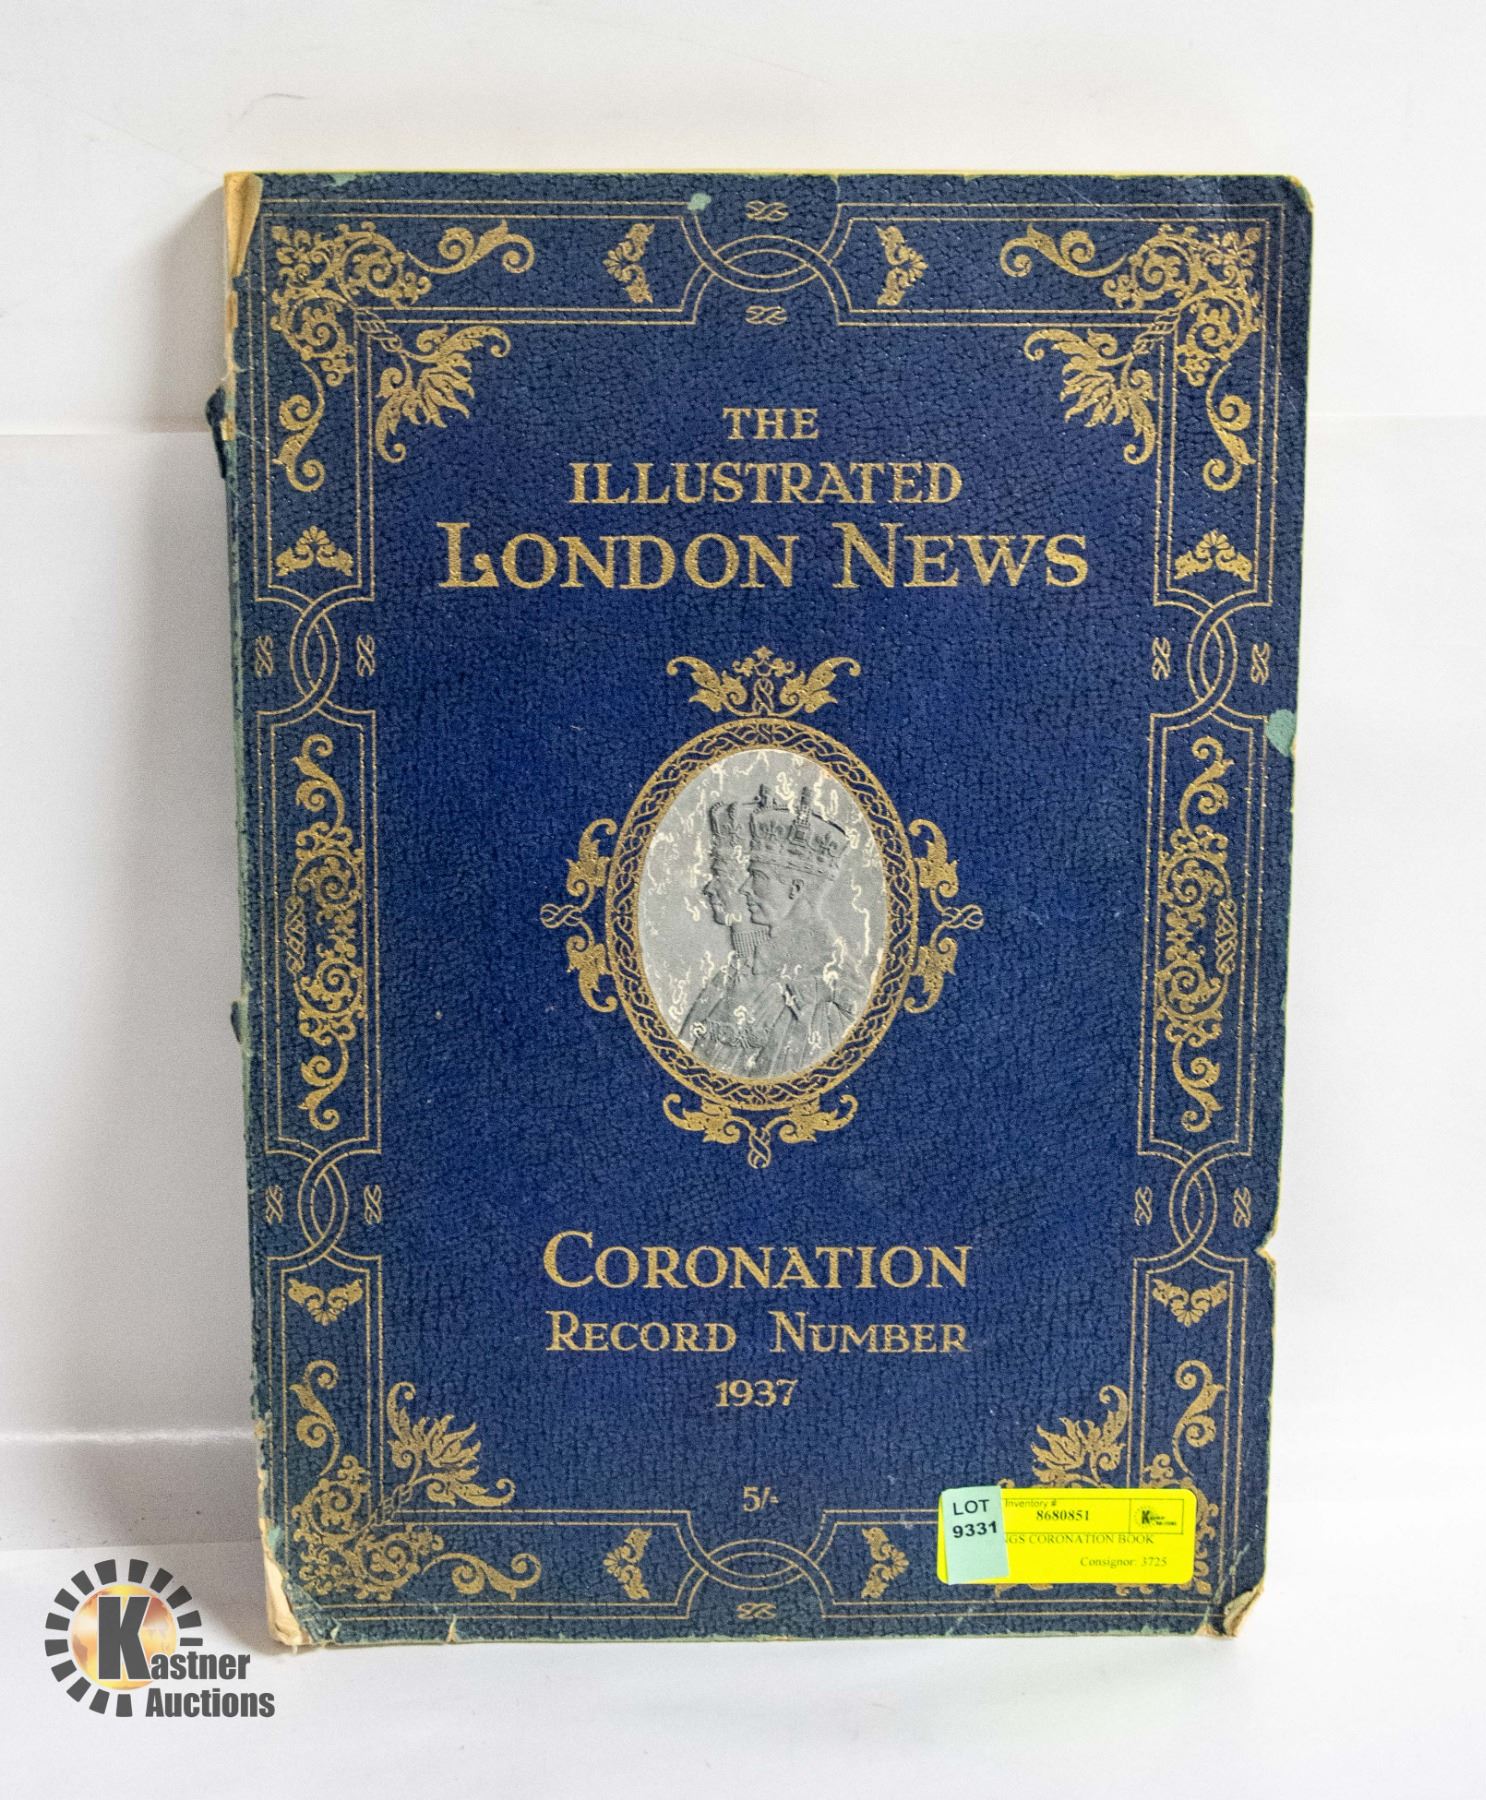 THE
ILLUSTRATED
LONDON NEWS
CORONATION
RECORD NUMBER
1937
5/-
LOT
9331
Inventory #
8680851
CORONATION BOOK
Consignor: 3725
Kastner
Auctions